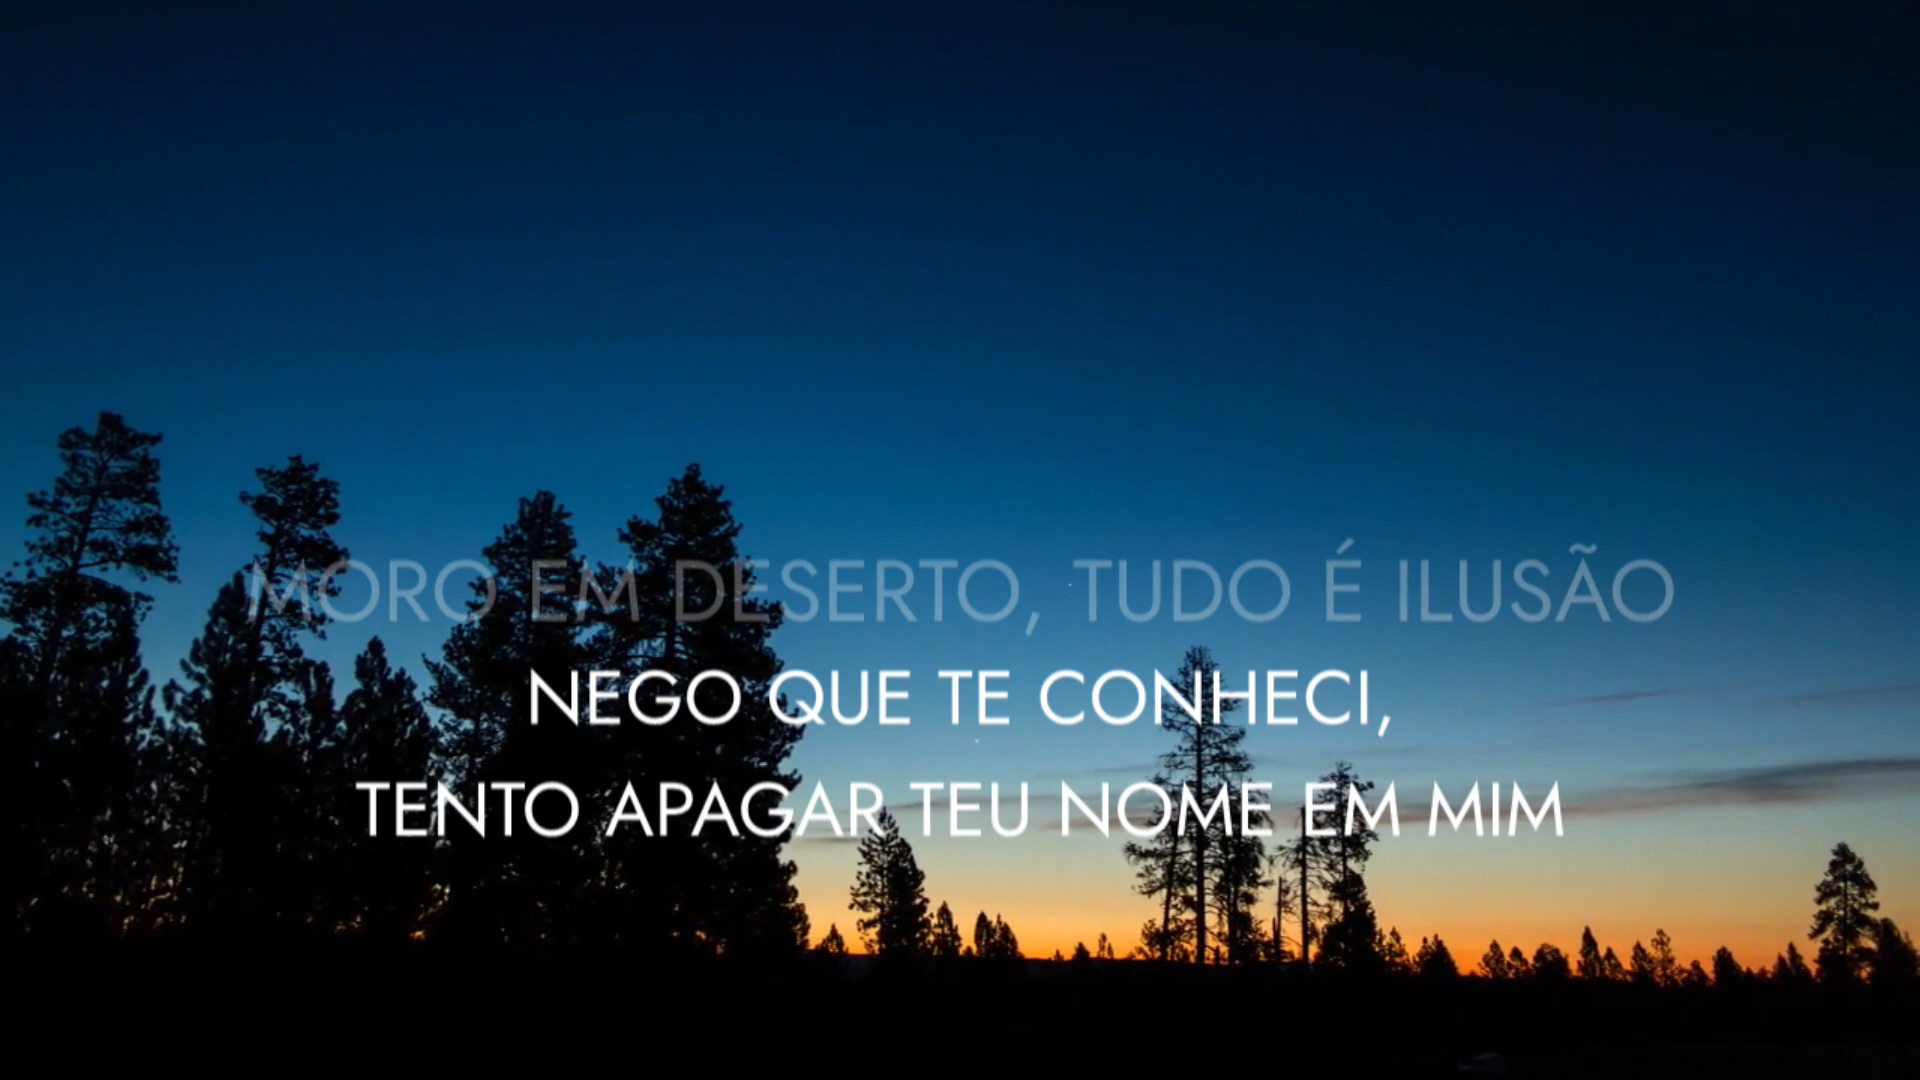 MORO EM DESERTO, TUDO É ILUSÃO
NEGO QUE TE CONHECI,
TENTO APAGAR TEU NOME EM MIM